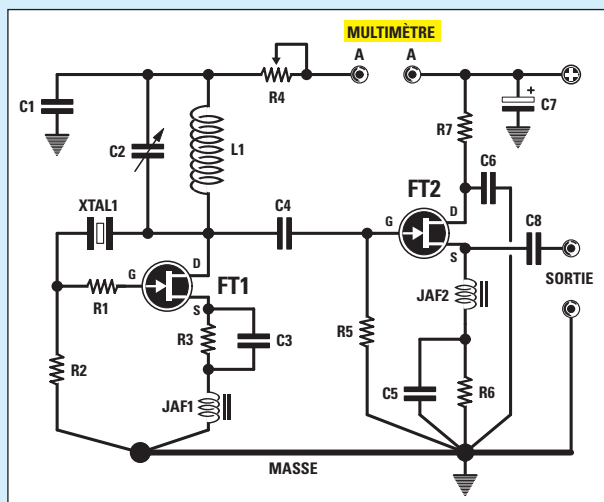 MULTIMÈTRE
A A
C1
R4
C7
+
C2
L1
R7
C6
XTAL1
C4
FT2
D
G
C8
S
D
G
FT1
R1
S
SORTIE
JAF2
R3
C3
R5
R2
C5
R6
JAF1
MASSE